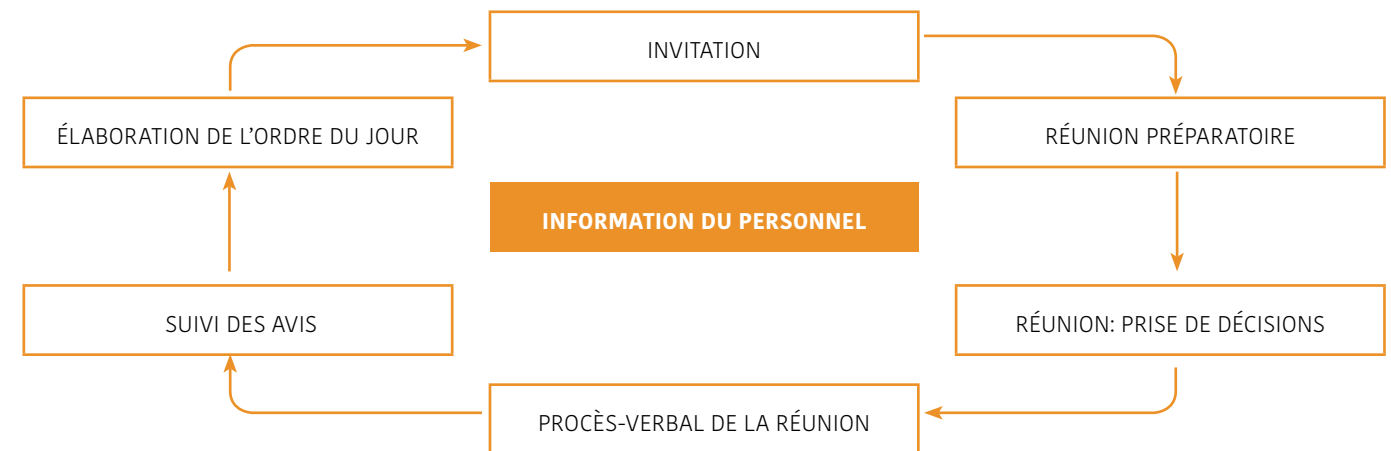 INVITATION
ÉLABORATION DE L'ORDRE DU JOUR
RÉUNION PRÉPARATOIRE
INFORMATION DU PERSONNEL
SUIVI DES AVIS
RÉUNION: PRISE DE DÉCISIONS
PROCÈS-VERBAL DE LA RÉUNION